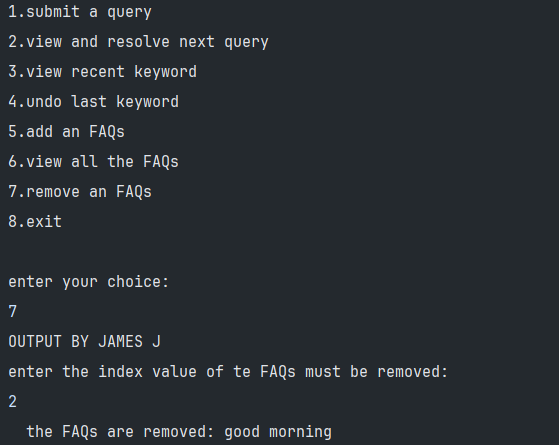 1.submit a query
2.view and resolve next query
3.view recent keyword
4.undo last keyword
5.add an FAQs
6.view all the FAQs
7.remove an FAQs
8.exit
enter your choice:
7
OUTPUT BY JAMES J
enter the index value of te FAQs must be removed:
2
the FAQs are removed: good morning